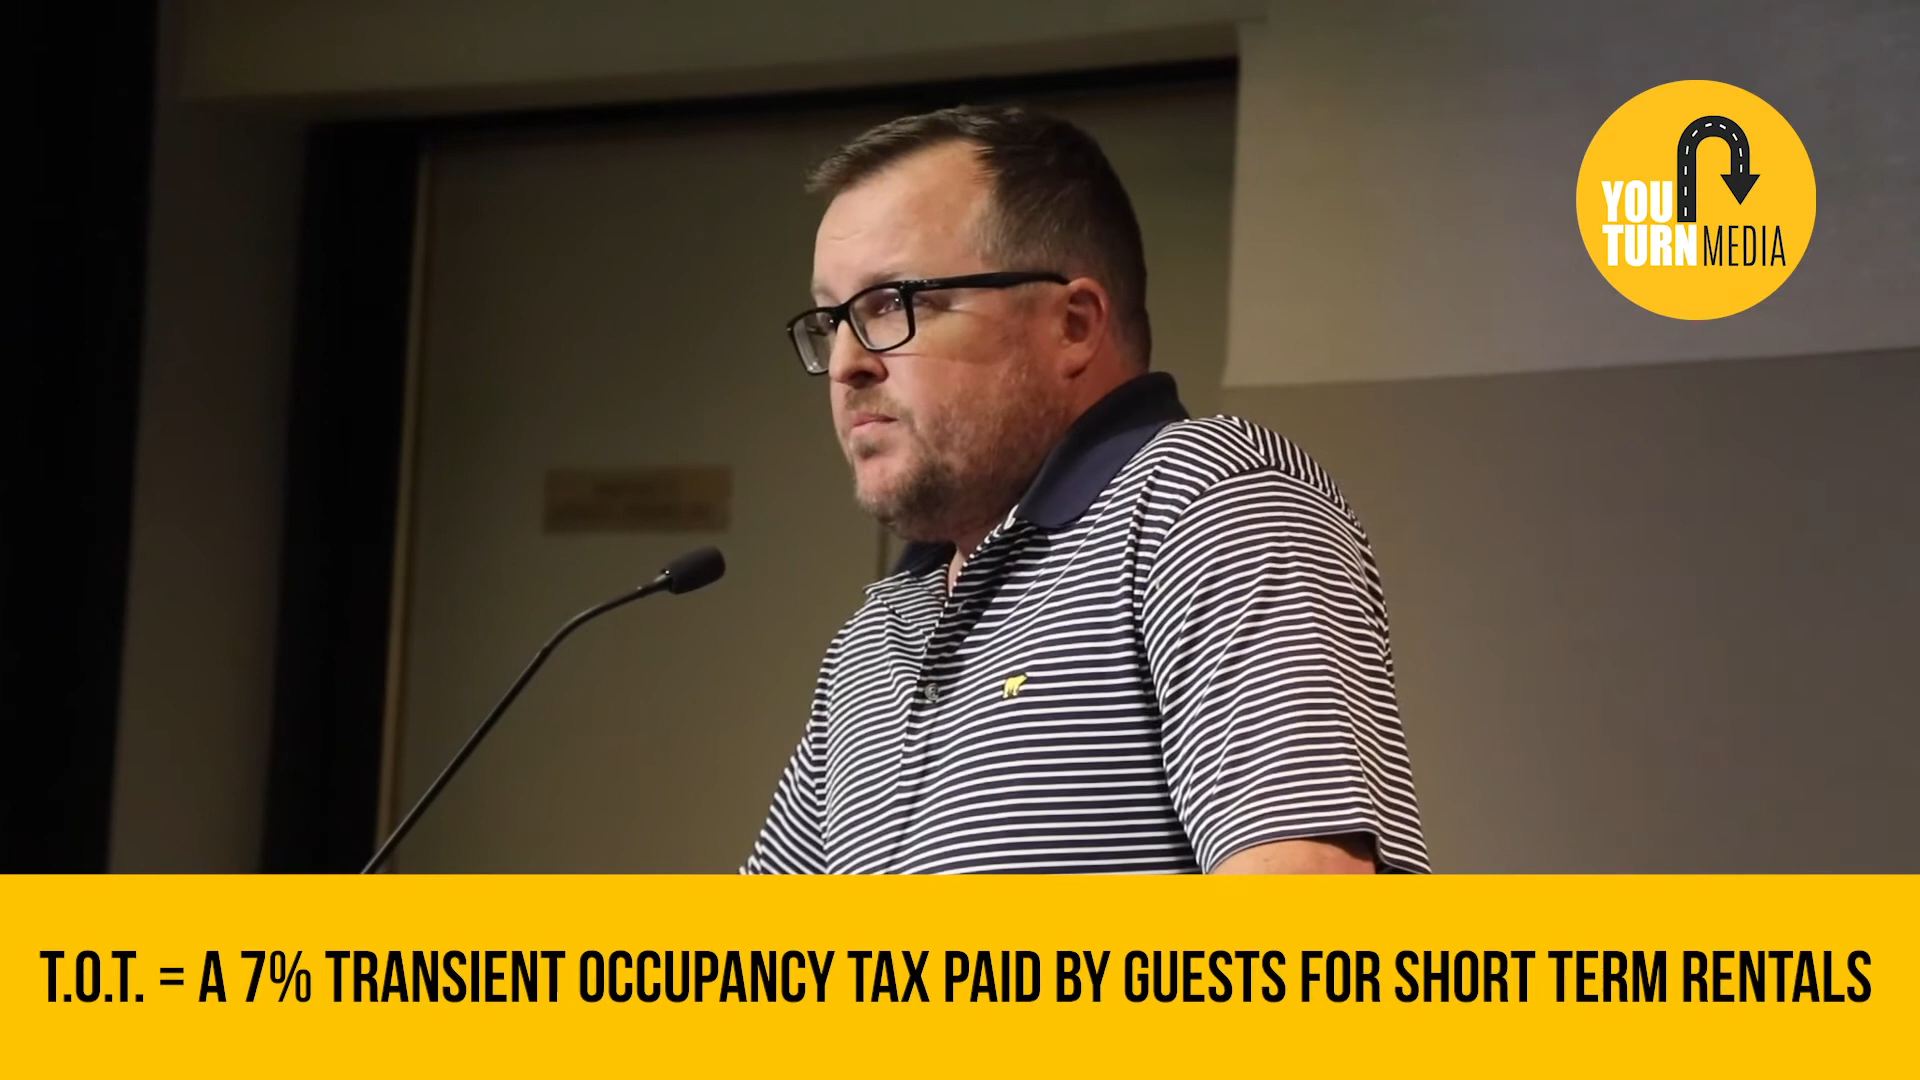 YOU
TURN MEDIA
T.O.T. = A 7% TRANSIENT OCCUPANCY TAX PAID BY GUESTS FOR SHORT TERM RENTALS